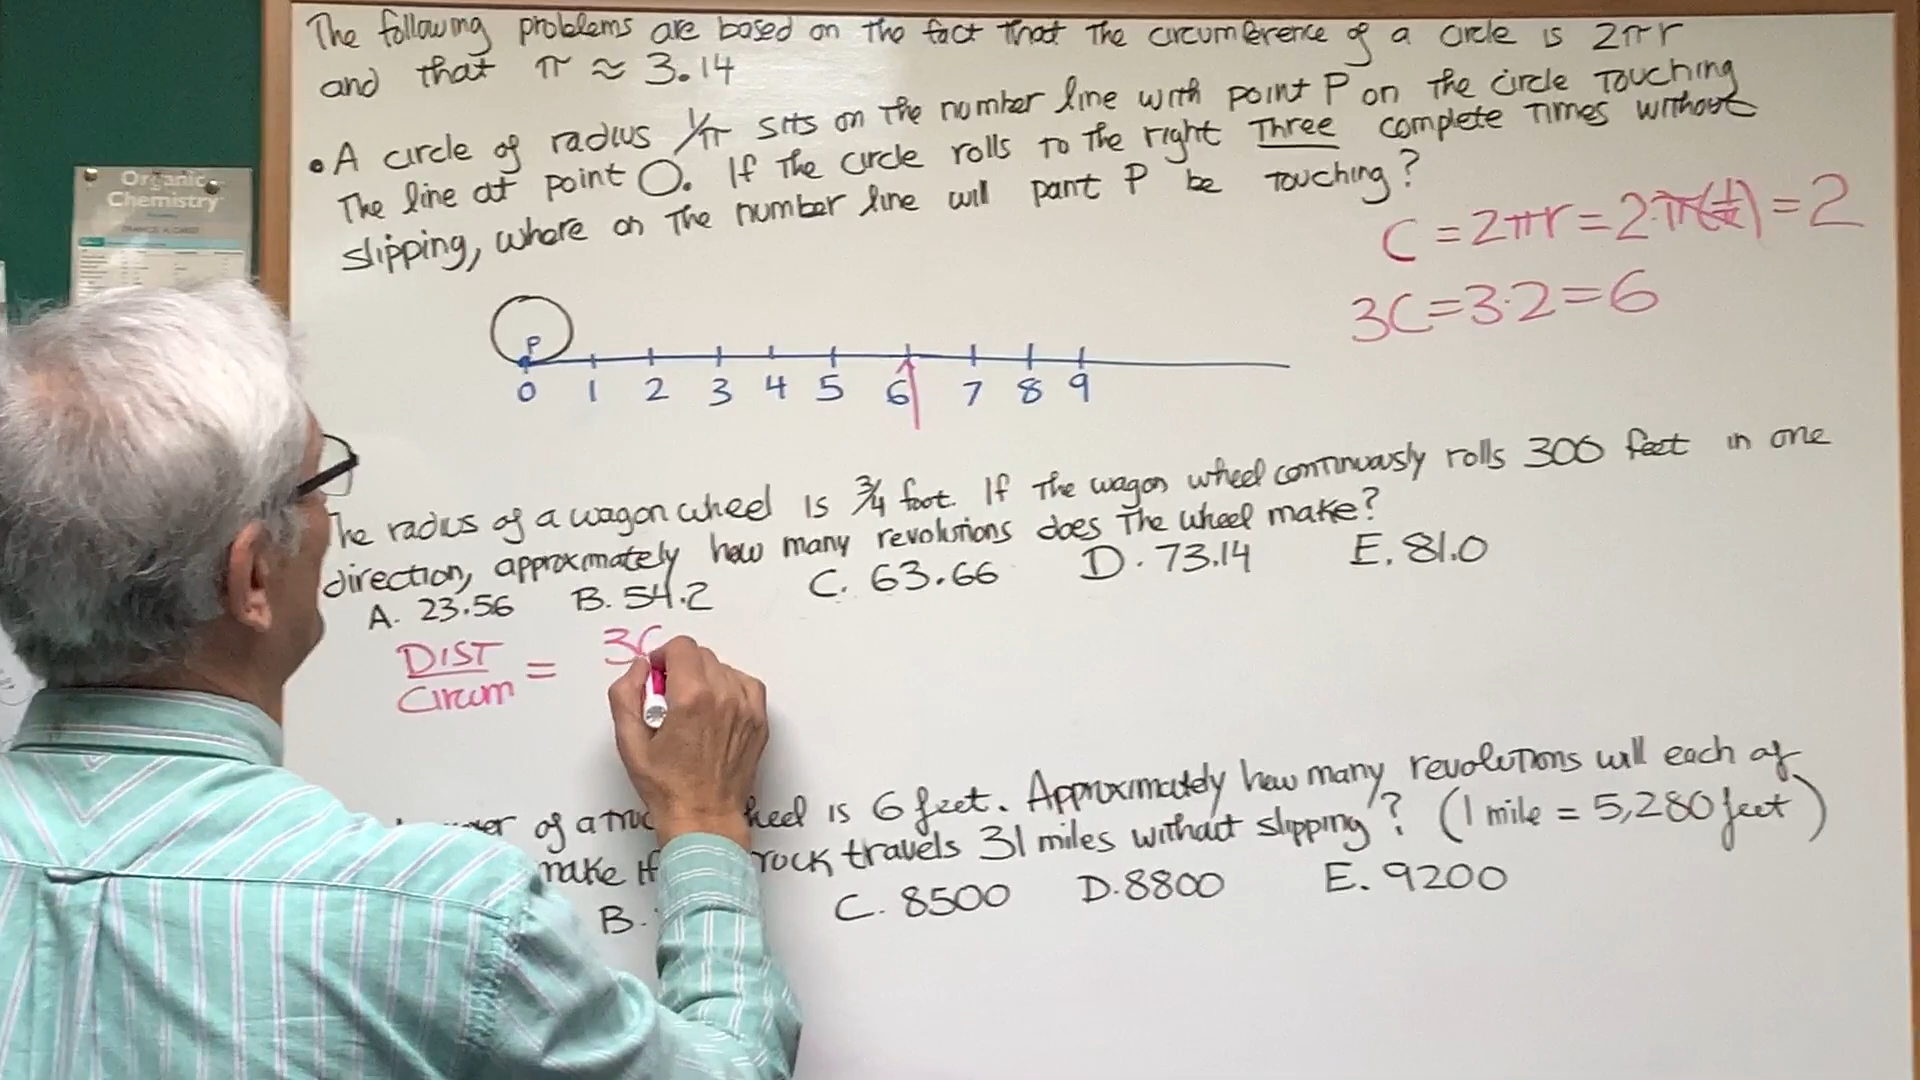 Organic
Chemistry
The following problems are based on the fact that the circumference of a circle is 2πr
and that π ≈ 3.14
• A circle of radius 1/π sits on the number line with point P on the circle touching
The line at point O. If the circle rolls to the right Three complete times without
slipping, where on the number line will point P be touching?
C = 2πr = 2·π(1/π) = 2
3C = 3·2 = 6
P
0 1 2 3 4 5 6 7 8 9
The radius of a wagon wheel is 3/4 foot. If the wagon wheel continuously rolls 300 feet in one
direction, approximately how many revolutions does the wheel make?
A. 23.56 B. 54.2 C. 63.66 D. 73.14 E. 81.0
DIST
Circum =
of a heel is 6 feet. Approximately how many revolutions will each of
make if travels 31 miles without slipping? (1 mile = 5,280 feet)
B. C. 8500 D. 8800 E. 9200